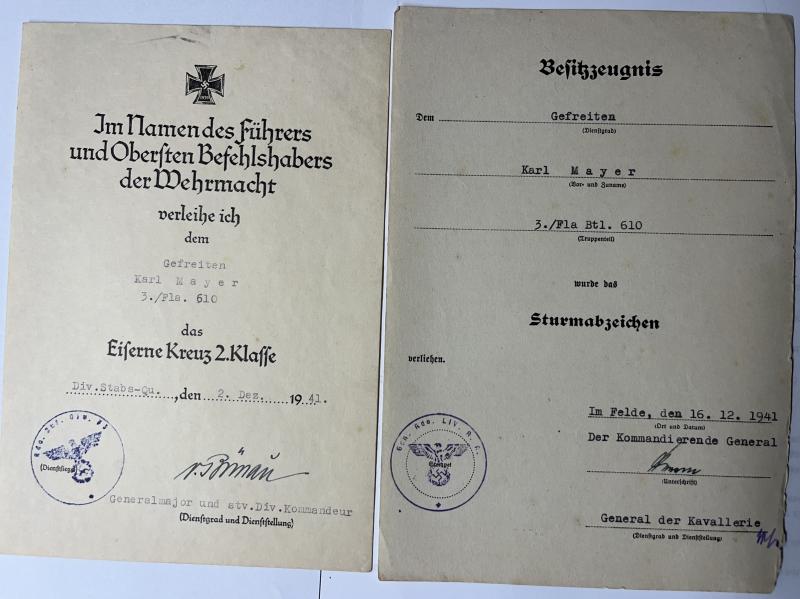 Im Namen des Führers
und Obersten Befehlshabers
der Wehrmacht
verleihe ich
dem
Gefreiten
Karl Mayer
3./Fla. 610
das
Eiserne Kreuz 2. Klasse
Div.Stabs-Qu. , den 2. Dez. 1941.
(Dienstsiegel)
Generalmajor und stv.Div.Kommandeur
(Dienstgrad und Dienststellung)
Besitzzeugnis
Dem Gefreiten
(Dienstgrad)
Karl Mayer
(Vor- und Zuname)
3./Fla Btl. 610
(Truppenteil)
wurde das
Sturmabzeichen
verliehen.
Im Felde, den 16. 12. 1941
(Ort und Datum)
Der Kommandierende General
Gen. Kdo. LIV. A. K.
Stempel
(Unterschrift)
General der Kavallerie
(Dienstgrad und Dienststellung)